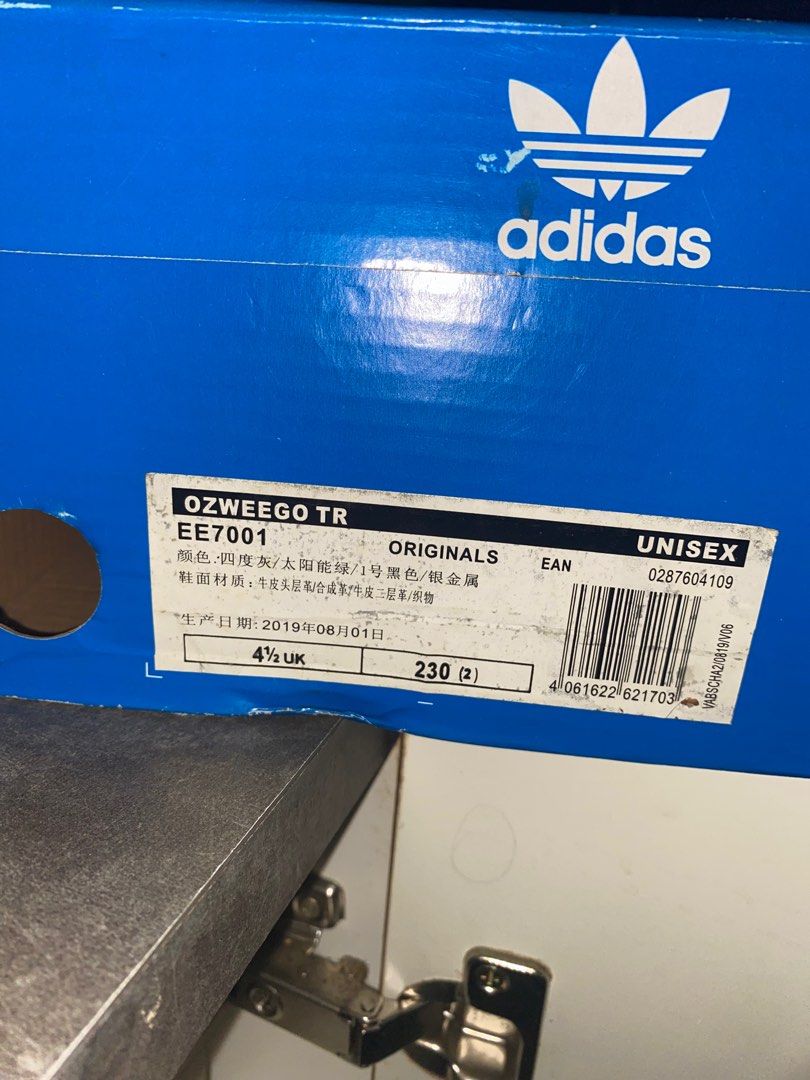 adidas
OZWEEGO TR
EE7001
ORIGINALS
UNISEX
颜色:四度灰/太阳能绿/1号黑色/银金属
EAN
0287604109
鞋面材质:牛皮头层革/合成革/牛皮二层革/织物
生产日期:2019年08月01日
4½ UK
230 (2)
4 061622 621703
VABSCHA2/0819/V06